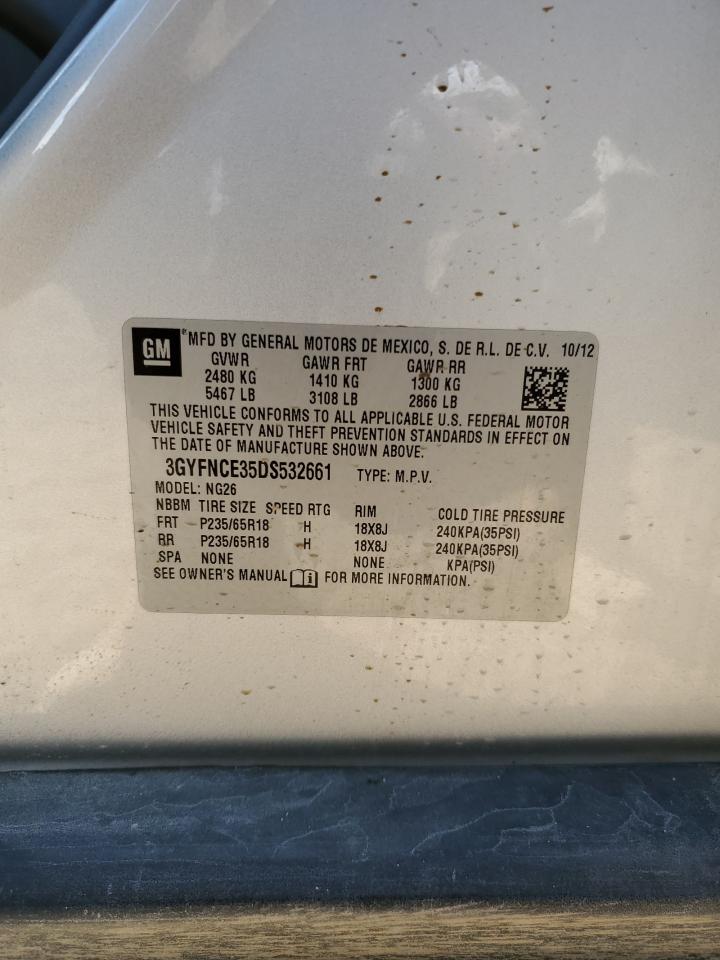 GM MFD BY GENERAL MOTORS DE MEXICO, S. DE R.L. DE C.V. 10/12
GVWR GAWR FRT GAWR RR
2480 KG 1410 KG 1300 KG
5467 LB 3108 LB 2866 LB
THIS VEHICLE CONFORMS TO ALL APPLICABLE U.S. FEDERAL MOTOR
VEHICLE SAFETY AND THEFT PREVENTION STANDARDS IN EFFECT ON
THE DATE OF MANUFACTURE SHOWN ABOVE.
3GYFNCE35DS532661 TYPE: M.P.V.
MODEL: NG26
NBBM TIRE SIZE SPEED RTG RIM COLD TIRE PRESSURE
FRT P235/65R18 H 18X8J 240KPA(35PSI)
RR P235/65R18 H 18X8J 240KPA(35PSI)
SPA NONE NONE KPA(PSI)
SEE OWNER'S MANUAL i FOR MORE INFORMATION.